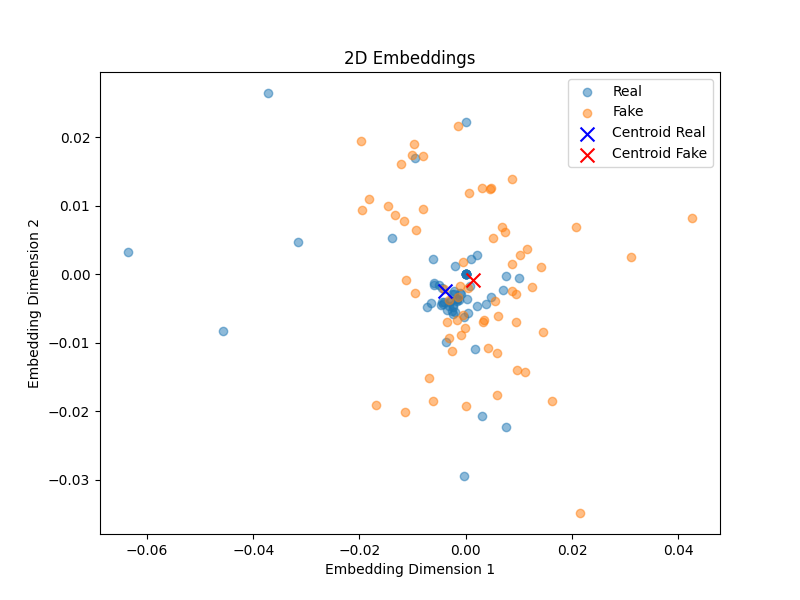 2D Embeddings
Real
Fake
Centroid Real
Centroid Fake
Embedding Dimension 2
0.02
0.01
0.00
−0.01
−0.02
−0.03
−0.06
−0.04
−0.02
0.00
0.02
0.04
Embedding Dimension 1